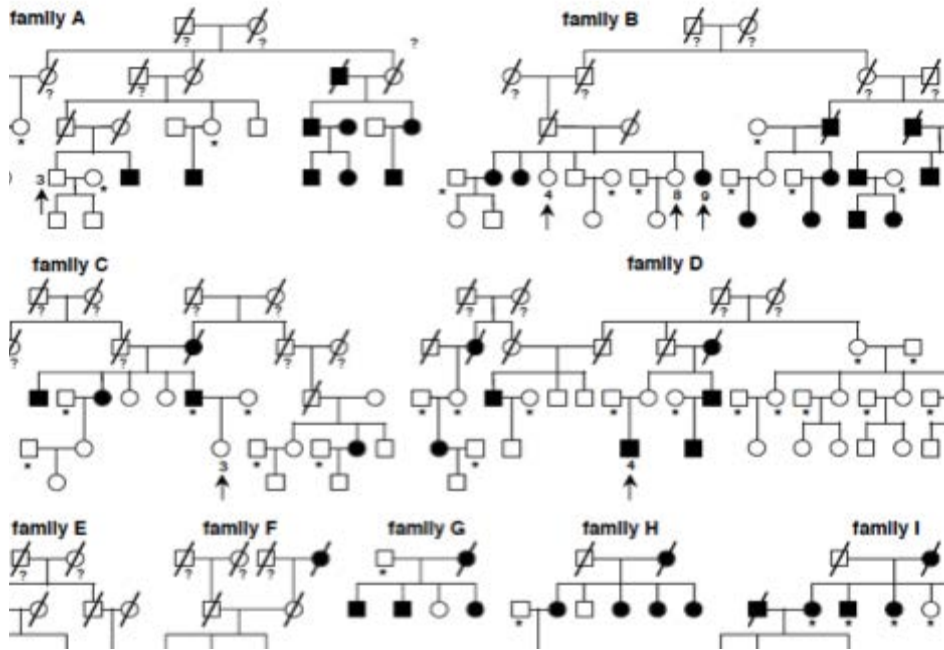 family A family B
? ? ? ? ?
? ? ? ? ? ?
* * *
3 * * 4 * * 8 9 * * *
family C family D
? ? ? ? ? ? ? ?
? ? ? ? * *
* * * * * * * * * * * * * *
* 3 * * * 4
family E family F family G family H family I
? ? ? ? ? *
* * * * *